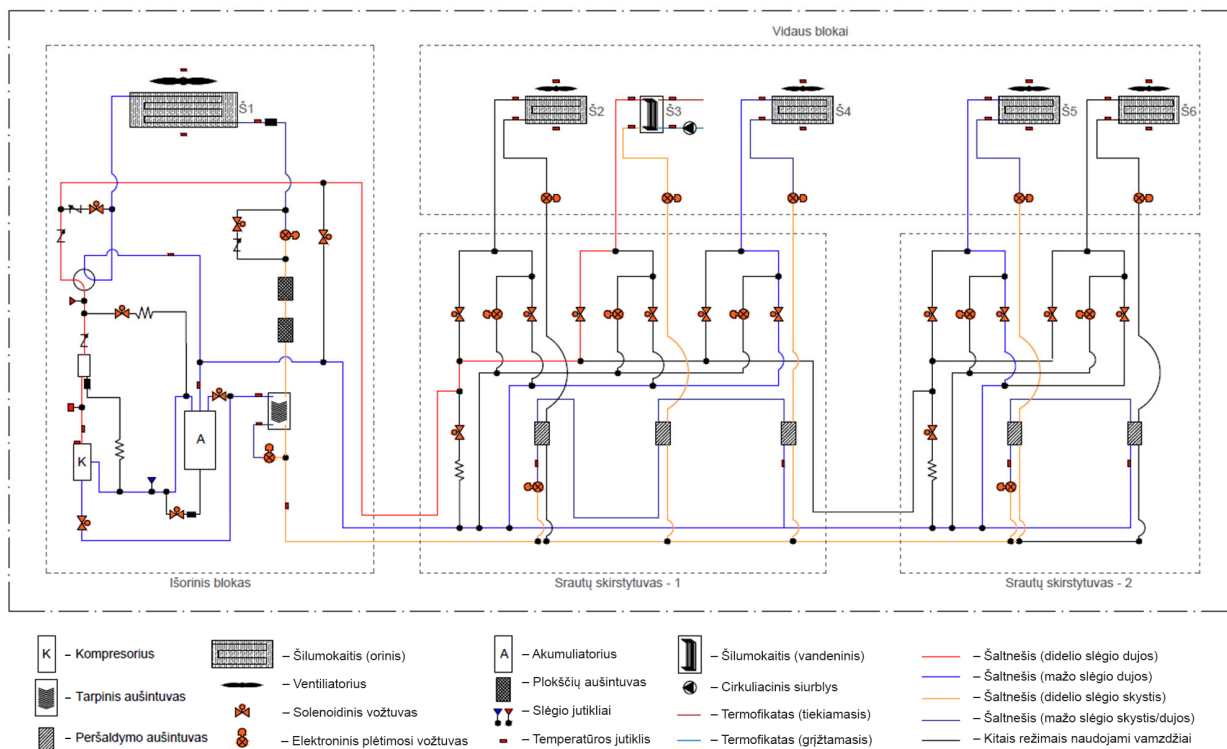 Vidaus blokai
Š1
Š2
Š3
Š4
Š5
Š6
A
K
Išorinis blokas
Srautų skirstytuvas - 1
Srautų skirstytuvas - 2
K – Kompresorius
– Tarpinis aušintuvas
– Peršaldymo aušintuvas
– Šilumokaitis (orinis)
– Ventiliatorius
– Solenoidinis vožtuvas
– Elektroninis plėtimosi vožtuvas
A – Akumuliatorius
– Plokščių aušintuvas
– Slėgio jutikliai
– Temperatūros jutiklis
– Šilumokaitis (vandeninis)
– Cirkuliacinis siurblys
– Termofikatas (tiekiamasis)
– Termofikatas (grįžtamasis)
– Šaltnešis (didelio slėgio dujos)
– Šaltnešis (mažo slėgio dujos)
– Šaltnešis (didelio slėgio skystis)
– Šaltnešis (mažo slėgio skystis/dujos)
– Kitais režimais naudojami vamzdžiai